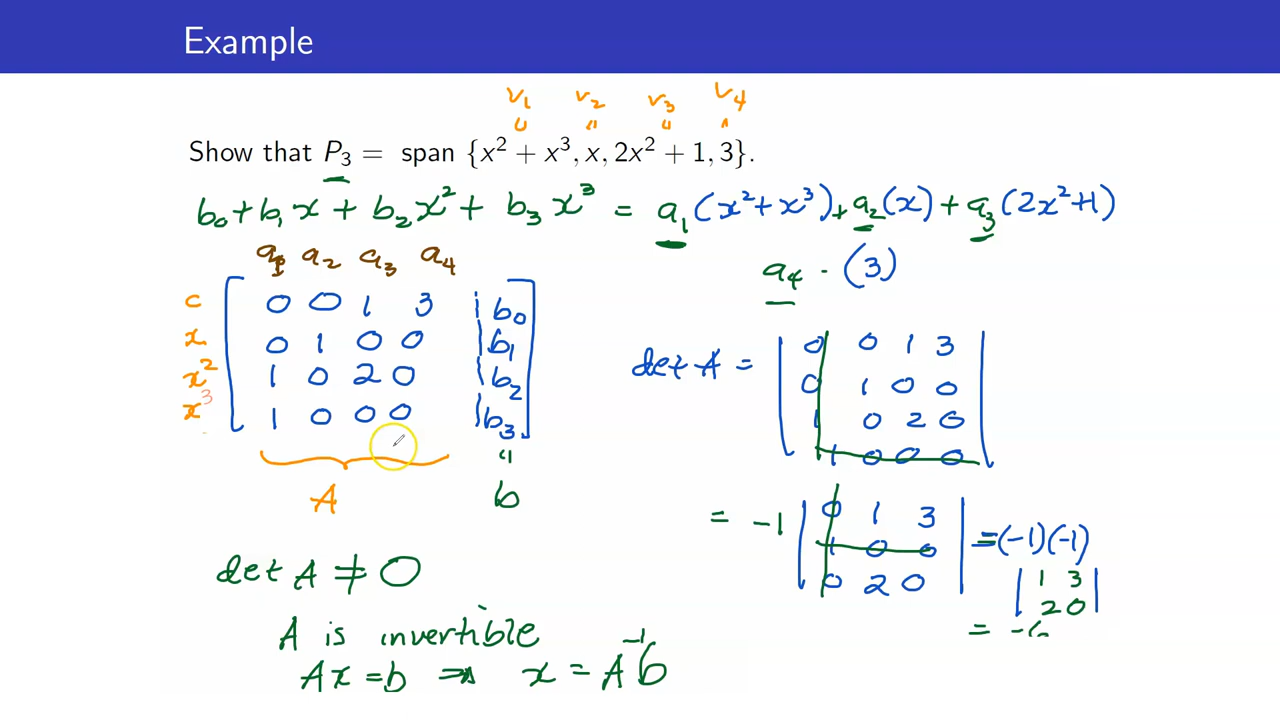 Example
v₁ v₂ v₃ v₄
Show that P₃ = span {x² + x³, x, 2x² + 1, 3}.
b₀ + b₁x + b₂x² + b₃x³ = a₁(x² + x³) + a₂(x) + a₃(2x² + 1)
a₄ · (3)
a₁ a₂ a₃ a₄
c [ 0 0 1 3 | b₀ ]
x [ 0 1 0 0 | b₁ ]
x² [ 1 0 2 0 | b₂ ]
x³ [ 1 0 0 0 | b₃ ]
A
" b
det A =
| 0 0 1 3 |
| 0 1 0 0 |
| 1 0 2 0 |
| 1 0 0 0 |
= -1
| 0 1 3 |
| 1 0 0 |
| 0 2 0 |
= (-1)(-1)
| 1 3 |
| 2 0 |
= -6
det A ≠ 0
A is invertible
Ax = b ⇒ x = A⁻¹b